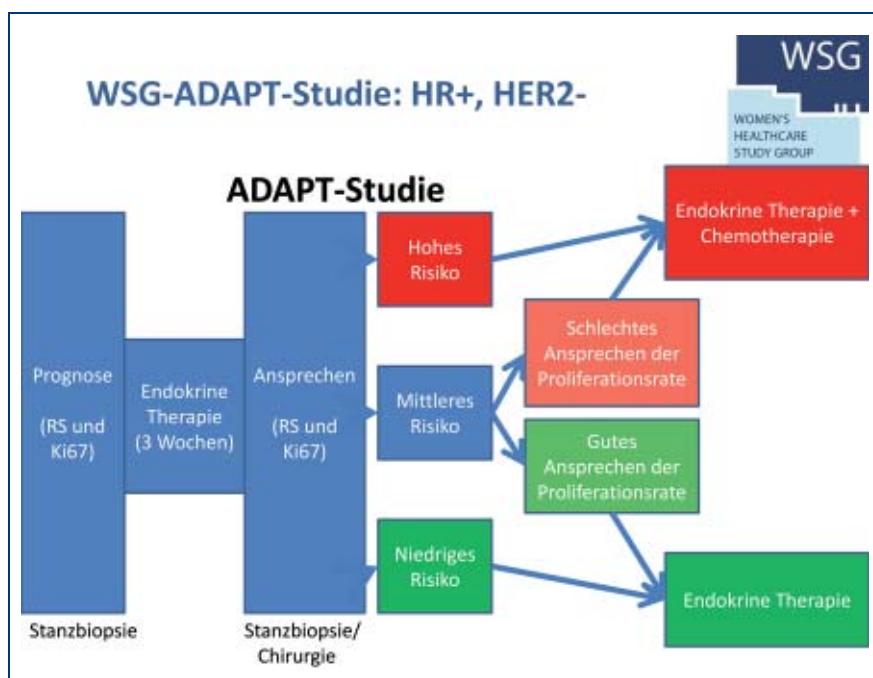 WSG
WOMEN'S
HEALTHCARE
STUDY GROUP
WSG-ADAPT-Studie: HR+, HER2-
ADAPT-Studie
Prognose
(RS und
Ki67)
Stanzbiopsie
Endokrine
Therapie
(3 Wochen)
Ansprechen
(RS und
Ki67)
Stanzbiopsie/
Chirurgie
Hohes
Risiko
Mittleres
Risiko
Niedriges
Risiko
Schlechtes
Ansprechen der
Proliferationsrate
Gutes
Ansprechen der
Proliferationsrate
Endokrine Therapie +
Chemotherapie
Endokrine Therapie